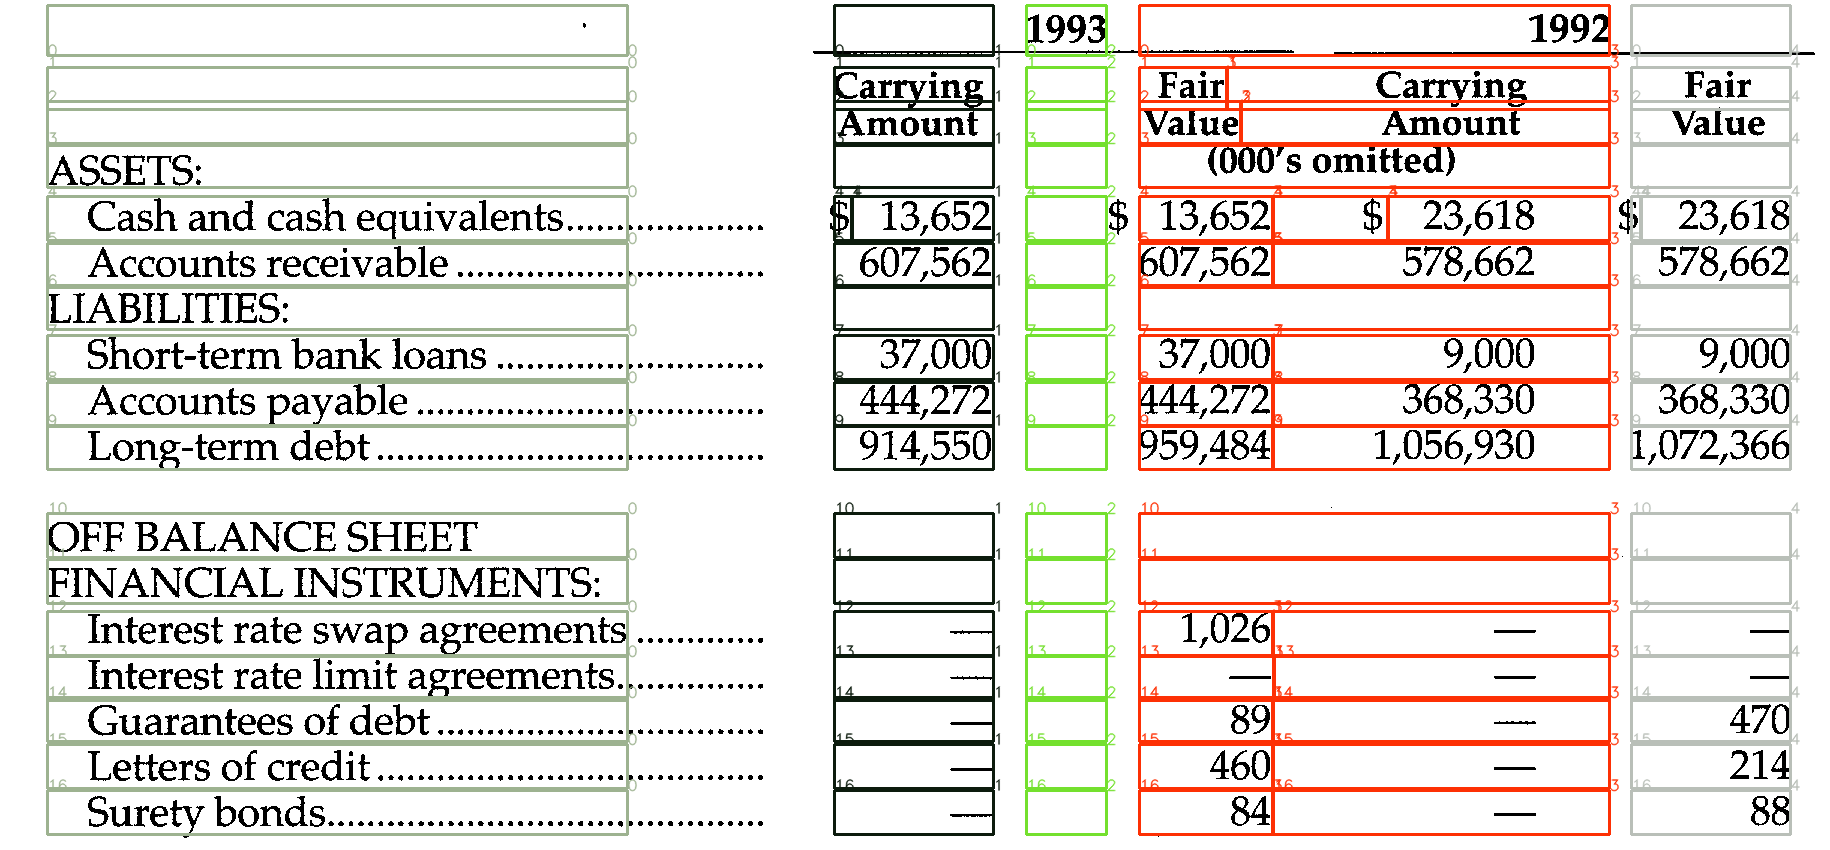 1993 1992
Carrying Fair Carrying Fair
Amount Value Amount Value
(000's omitted)
ASSETS:
Cash and cash equivalents.................... $ 13,652 $ 13,652 $ 23,618 $ 23,618
Accounts receivable ............................... 607,562 607,562 578,662 578,662
LIABILITIES:
Short-term bank loans ........................... 37,000 37,000 9,000 9,000
Accounts payable ................................... 444,272 444,272 368,330 368,330
Long-term debt ....................................... 914,550 959,484 1,056,930 1,072,366
OFF BALANCE SHEET
FINANCIAL INSTRUMENTS:
Interest rate swap agreements ............. — 1,026 — —
Interest rate limit agreements............... — — — —
Guarantees of debt ................................. — 89 — 470
Letters of credit ....................................... — 460 — 214
Surety bonds............................................ — 84 — 88